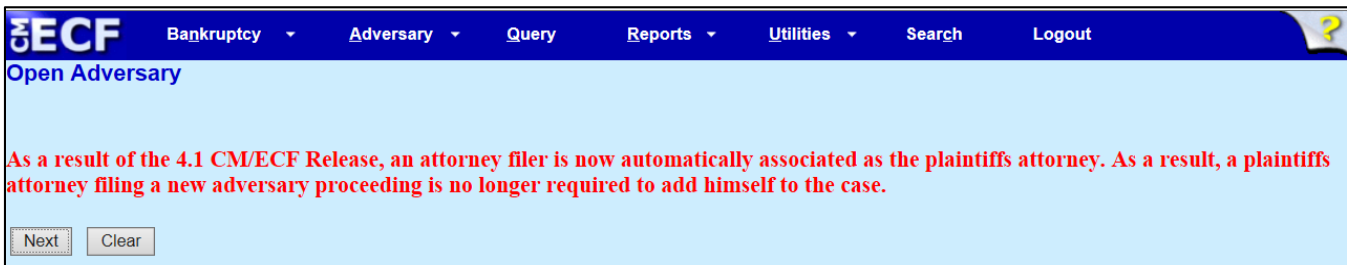 CM ECF Bankruptcy Adversary Query Reports Utilities Search Logout ?
Open Adversary
As a result of the 4.1 CM/ECF Release, an attorney filer is now automatically associated as the plaintiffs attorney. As a result, a plaintiffs
attorney filing a new adversary proceeding is no longer required to add himself to the case.
Next Clear